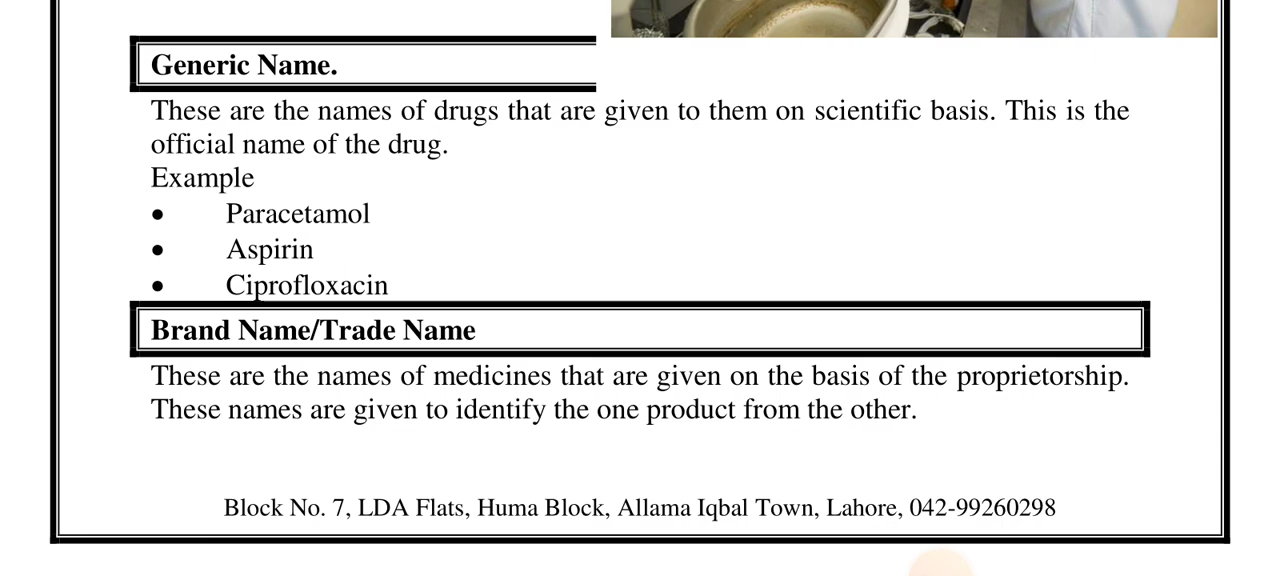 Generic Name.
These are the names of drugs that are given to them on scientific basis. This is the
official name of the drug.
Example
• Paracetamol
• Aspirin
• Ciprofloxacin
Brand Name/Trade Name
These are the names of medicines that are given on the basis of the proprietorship.
These names are given to identify the one product from the other.
Block No. 7, LDA Flats, Huma Block, Allama Iqbal Town, Lahore, 042-99260298